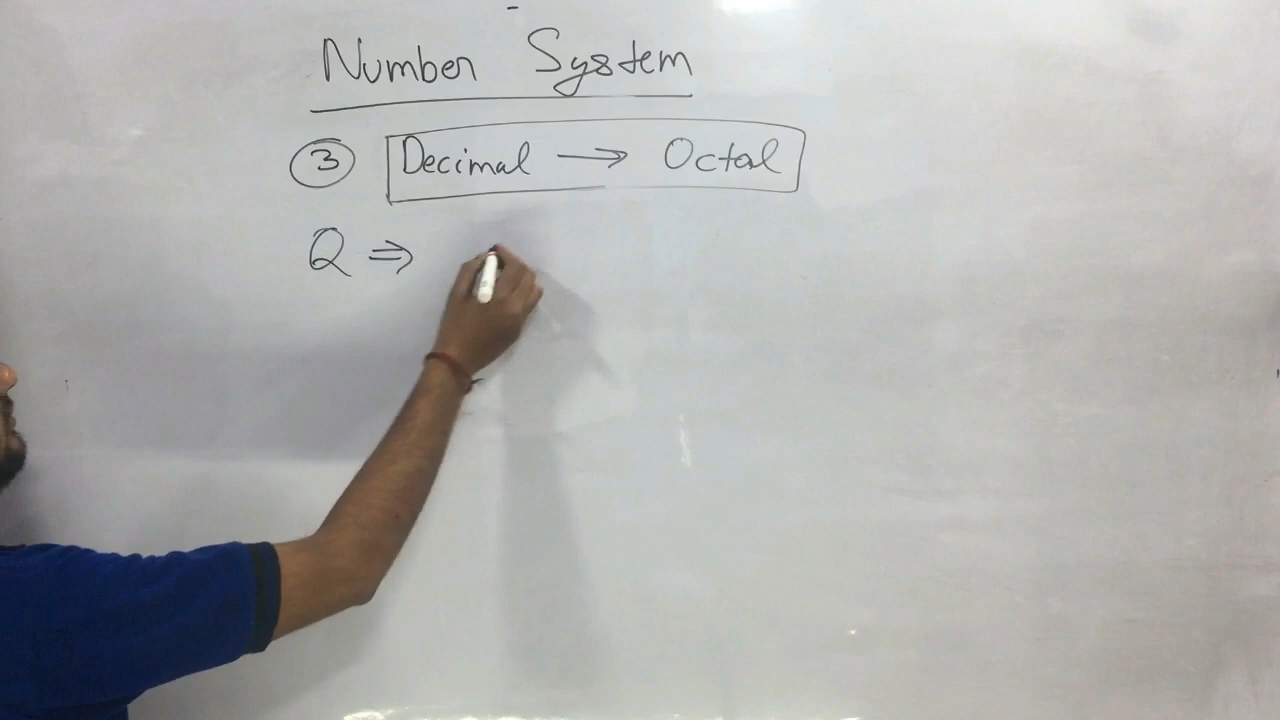 Number System
③ Decimal → Octal
Q ⇒